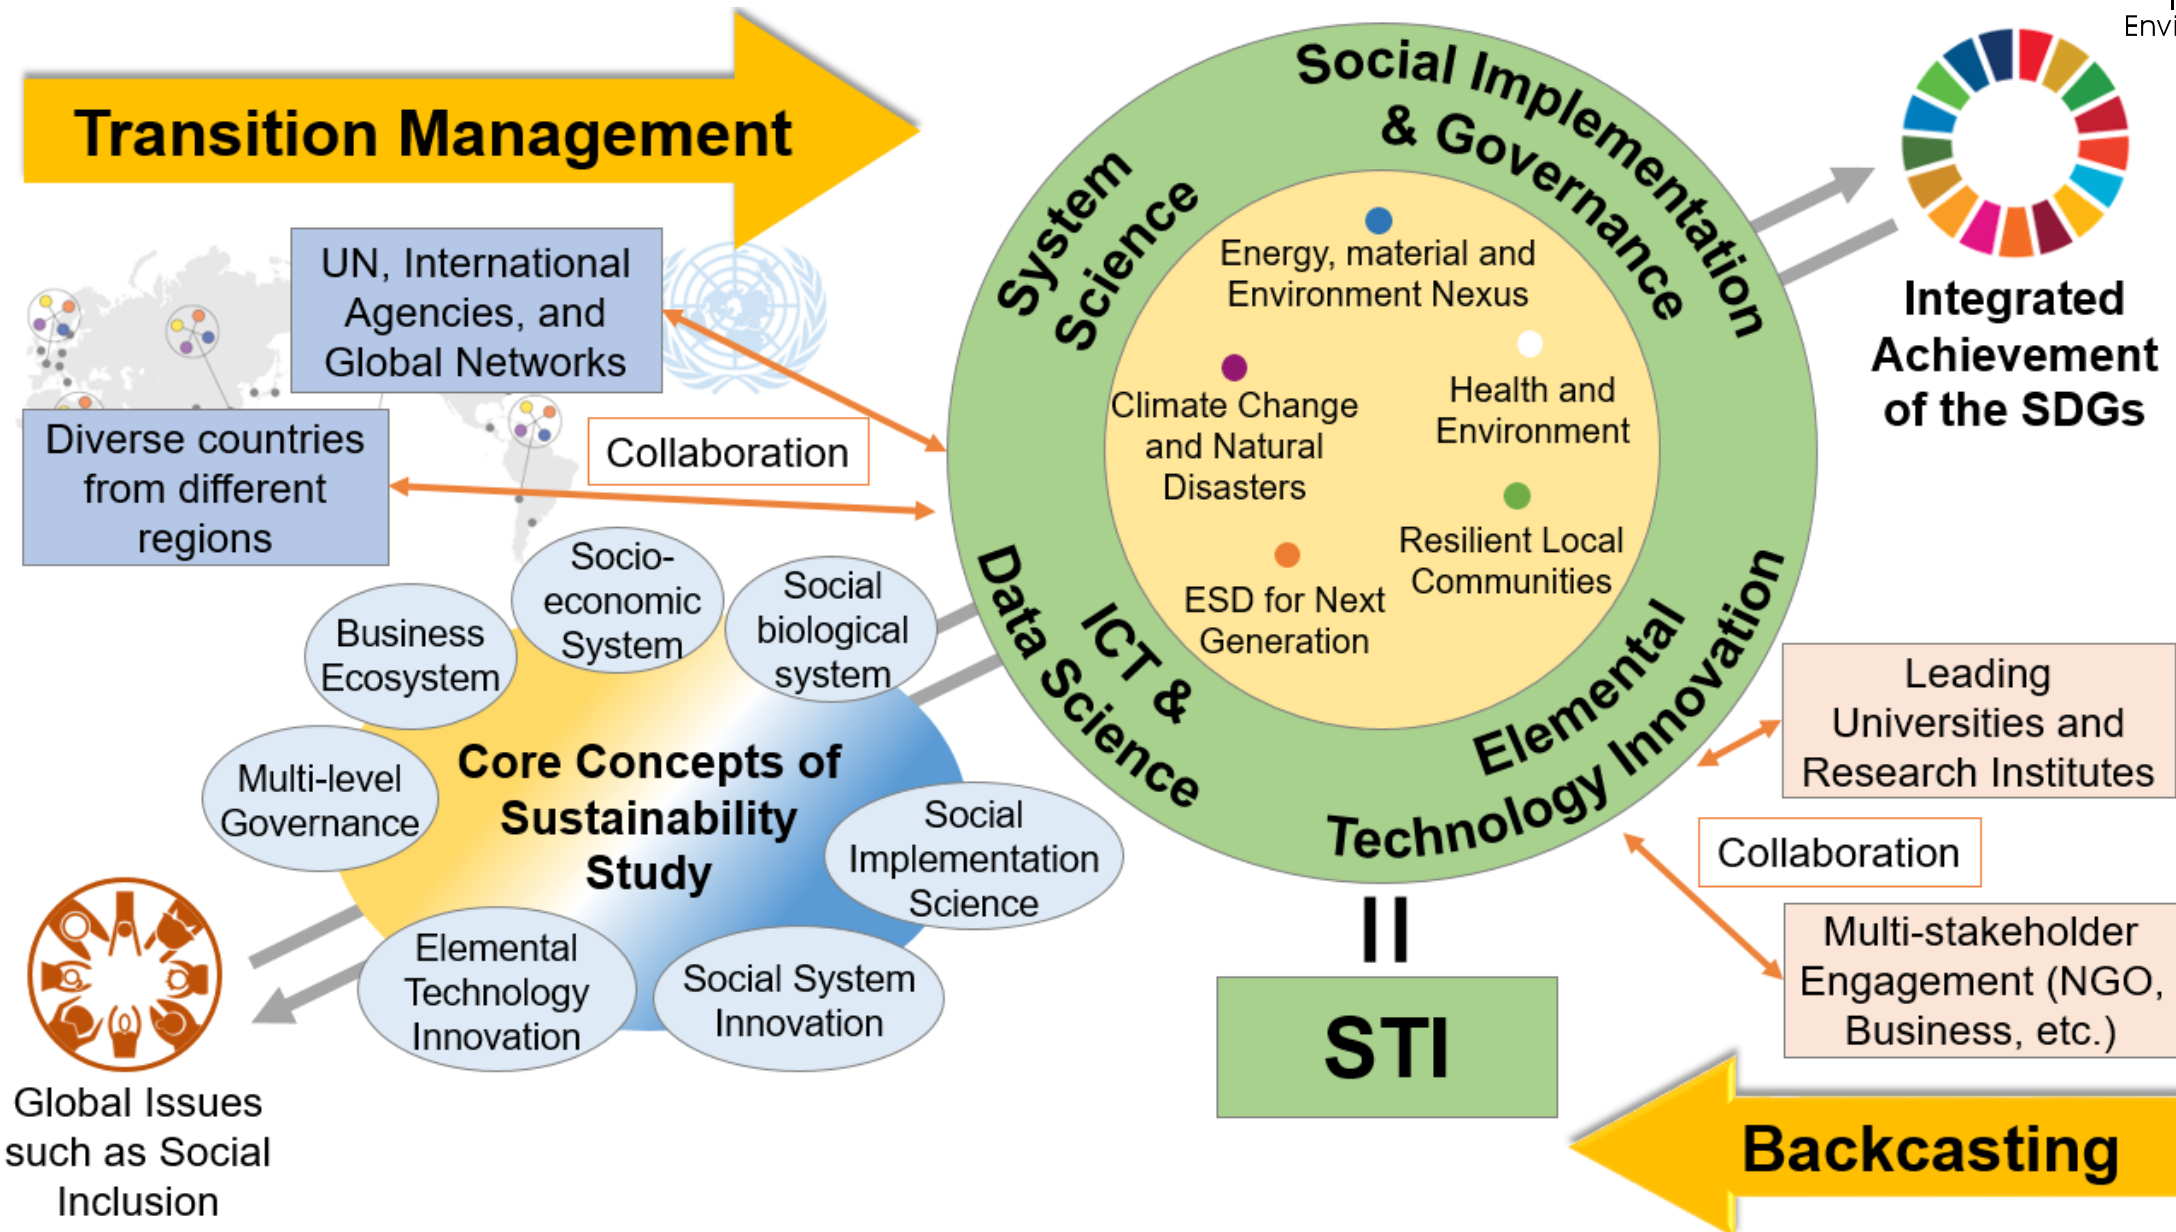 Envi
Transition Management
Social Implementation
& Governance
System
Science
UN, International
Agencies, and
Global Networks
Diverse countries
from different
regions
Collaboration
Energy, material and
Environment Nexus
Climate Change
and Natural
Disasters
Health and
Environment
Resilient Local
Communities
ESD for Next
Generation
Integrated
Achievement
of the SDGs
ICT &
Data Science
Elemental
Technology Innovation
Socio-
economic
System
Social
biological
system
Business
Ecosystem
Multi-level
Governance
Core Concepts of
Sustainability
Study
Social
Implementation
Science
Elemental
Technology
Innovation
Social System
Innovation
Global Issues
such as Social
Inclusion
STI
Leading
Universities and
Research Institutes
Collaboration
Multi-stakeholder
Engagement (NGO,
Business, etc.)
Backcasting